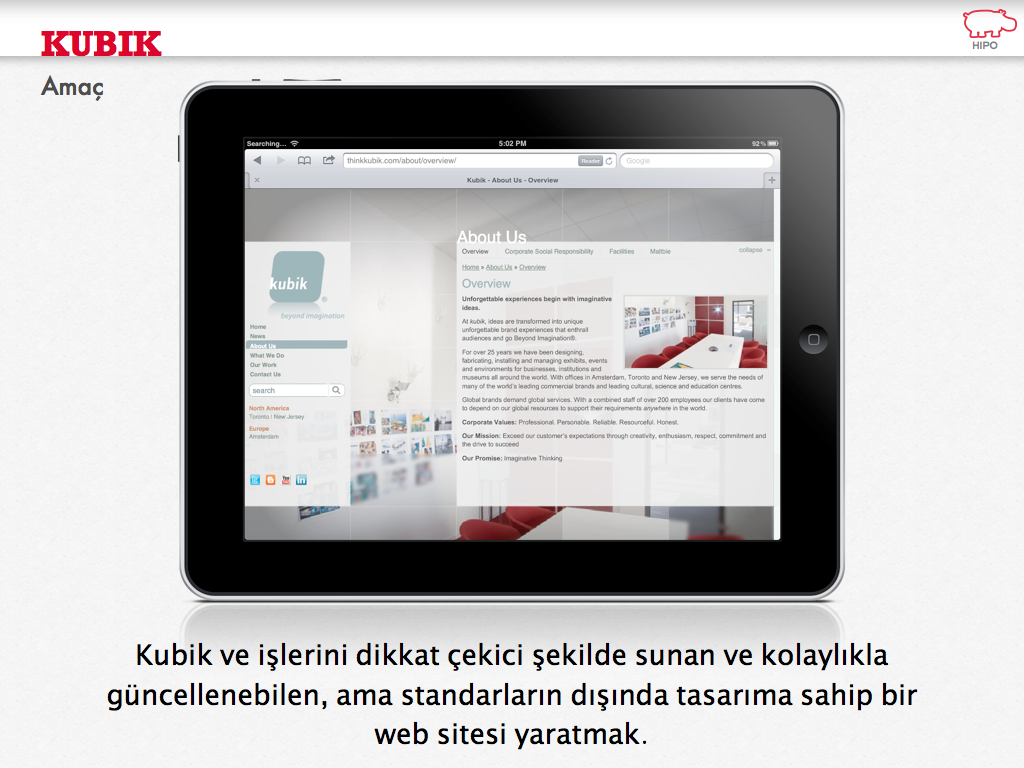 KUBIK
HIPO
Amaç
Searching...
5:02 PM
92%
thinkkubik.com/about/overview/
Reader
Google
Kubik - About Us - Overview
About Us
Overview Corporate Social Responsibility Facilities Maltbie collapse
Home » About Us » Overview
Overview
Unforgettable experiences begin with imaginative
ideas.
At kubik, ideas are transformed into unique
unforgettable brand experiences that enthrall
audiences and go Beyond Imagination®.
For over 25 years we have been designing,
fabricating, installing and managing exhibits, events
and environments for businesses, institutions and
museums all around the world. With offices in Amsterdam, Toronto and New Jersey, we serve the needs of
many of the world's leading commercial brands and leading cultural, science and education centres.
Global brands demand global services. With a combined staff of over 200 employees our clients have come
to depend on our global resources to support their requirements anywhere in the world.
Corporate Values: Professional. Personable. Reliable. Resourceful. Honest.
Our Mission: Exceed our customer's expectations through creativity, enthusiasm, respect, commitment and
the drive to succeed
Our Promise: Imaginative Thinking
kubik®
beyond imagination
Home
News
About Us
What We Do
Our Work
Contact Us
search
North America
Toronto | New Jersey
Europe
Amsterdam
Kubik ve işlerini dikkat çekici şekilde sunan ve kolaylıkla
güncellenebilen, ama standarların dışında tasarıma sahip bir
web sitesi yaratmak.